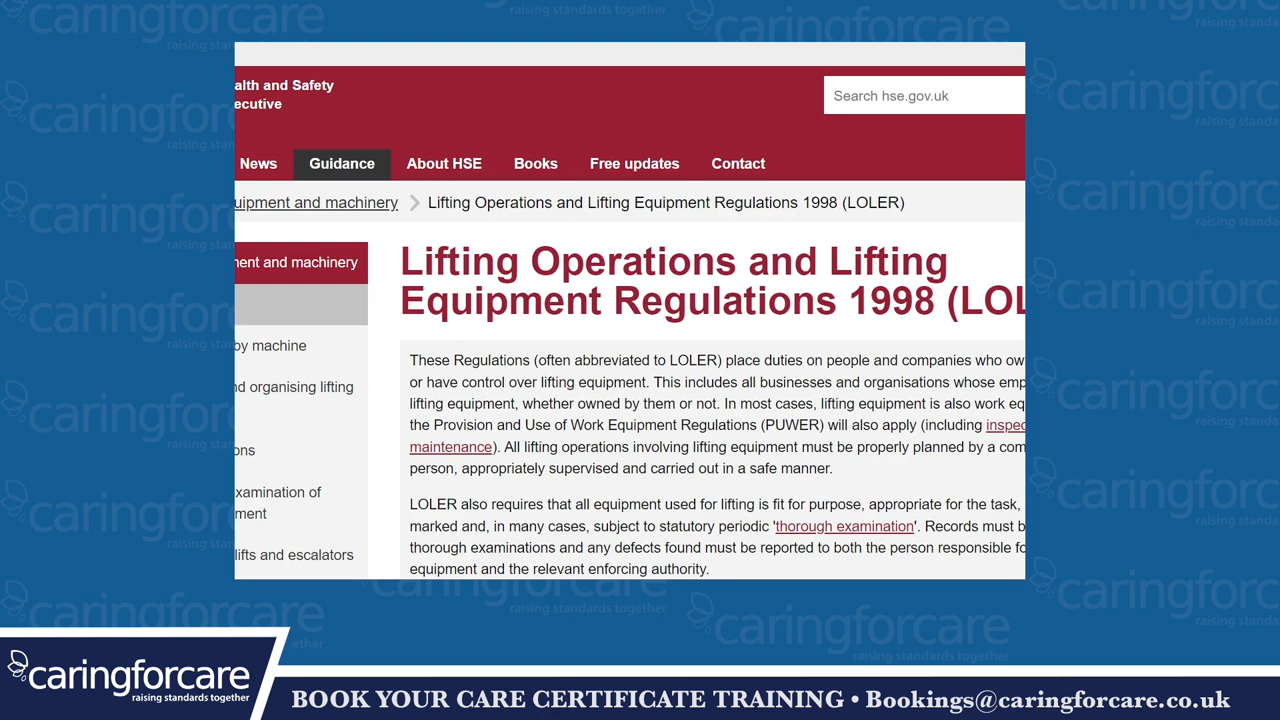 alth and Safety
ecutive
Search hse.gov.uk
News Guidance About HSE Books Free updates Contact
uipment and machinery Lifting Operations and Lifting Equipment Regulations 1998 (LOLER)
ent and machinery
Lifting Operations and Lifting
Equipment Regulations 1998 (LOL
by machine
nd organising lifting
ons
xamination of
ment
lifts and escalators
These Regulations (often abbreviated to LOLER) place duties on people and companies who ow
or have control over lifting equipment. This includes all businesses and organisations whose emp
lifting equipment, whether owned by them or not. In most cases, lifting equipment is also work eq
the Provision and Use of Work Equipment Regulations (PUWER) will also apply (including inspec
maintenance). All lifting operations involving lifting equipment must be properly planned by a com
person, appropriately supervised and carried out in a safe manner.
LOLER also requires that all equipment used for lifting is fit for purpose, appropriate for the task,
marked and, in many cases, subject to statutory periodic 'thorough examination'. Records must b
thorough examinations and any defects found must be reported to both the person responsible fo
equipment and the relevant enforcing authority.
caringforcare
raising standards together
BOOK YOUR CARE CERTIFICATE TRAINING • Bookings@caringforcare.co.uk